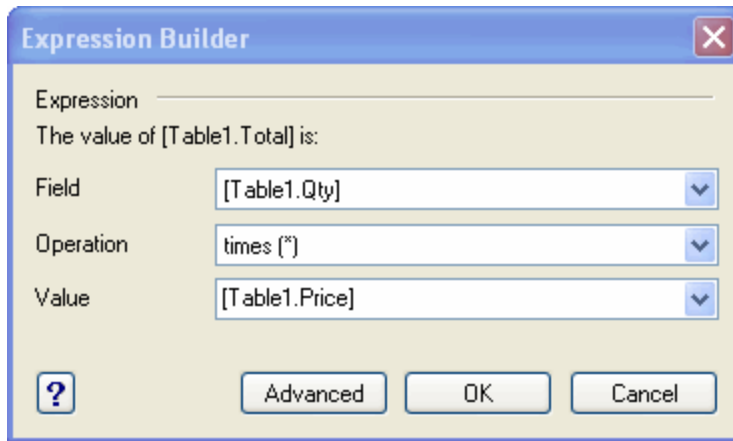 Expression Builder
Expression
The value of [Table1.Total] is:
Field [Table1.Qty]
Operation times (*)
Value [Table1.Price]
? Advanced OK Cancel